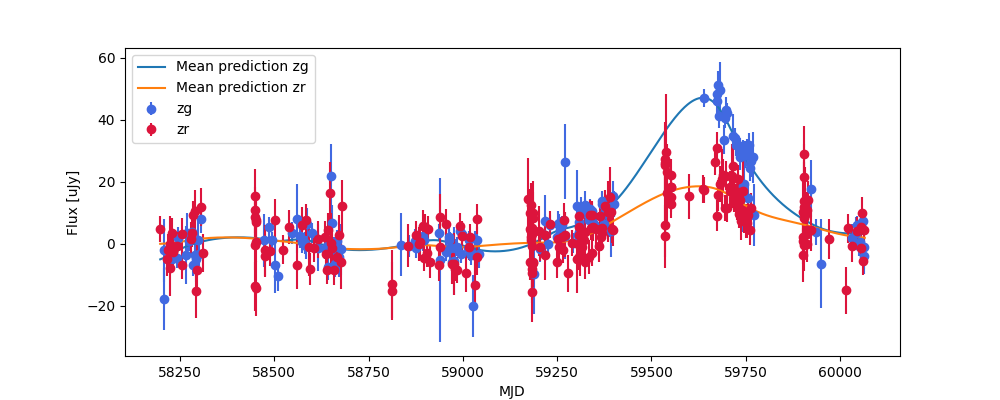 60
40
20
0
−20
Flux [uJy]
Mean prediction zg
Mean prediction zr
zg
zr
58250 58500 58750 59000 59250 59500 59750 60000
MJD